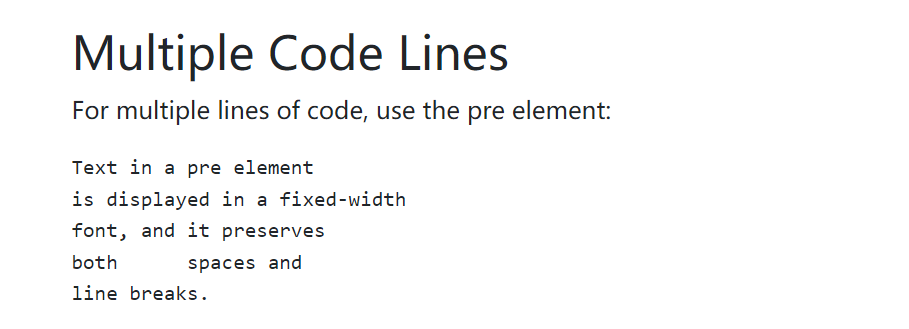 Multiple Code Lines
For multiple lines of code, use the pre element:
Text in a pre element
is displayed in a fixed-width
font, and it preserves
both      spaces and
line breaks.